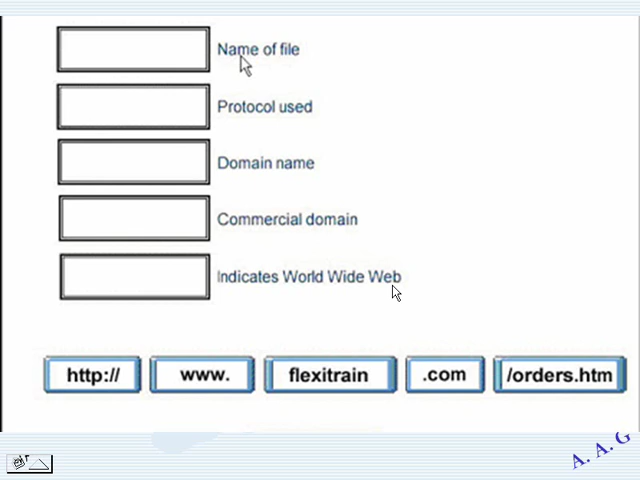 Name of file
Protocol used
Domain name
Commercial domain
Indicates World Wide Web
http:// www. flexitrain .com /orders.htm
A. A. G